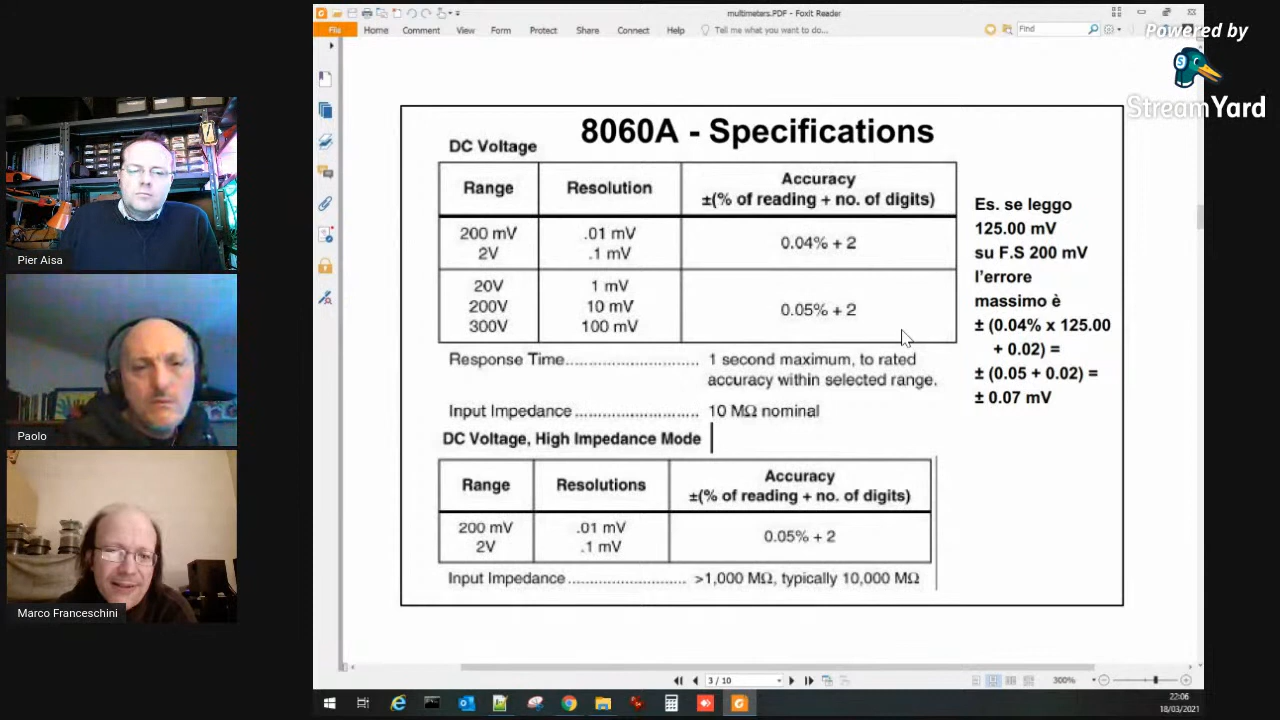 multimeters.PDF - Foxit Reader
File Home Comment View Form Protect Share Connect Help Tell me what you want to do... Find
Powered by
StreamYard
8060A - Specifications
DC Voltage
Range Resolution Accuracy
±(% of reading + no. of digits)
200 mV .01 mV 0.04% + 2
2V .1 mV
20V 1 mV 0.05% + 2
200V 10 mV
300V 100 mV
Response Time.............................. 1 second maximum, to rated
accuracy within selected range.
Input Impedance ............................ 10 MΩ nominal
Es. se leggo
125.00 mV
su F.S 200 mV
l'errore
massimo è
± (0.04% x 125.00
+ 0.02) =
± (0.05 + 0.02) =
± 0.07 mV
DC Voltage, High Impedance Mode
Range Resolutions Accuracy
±(% of reading + no. of digits)
200 mV .01 mV 0.05% + 2
2V .1 mV
Input Impedance .......................... >1,000 MΩ, typically 10,000 MΩ
Pier Aisa
Paolo
Marco Franceschini
3 / 10
300%
22:06
18/03/2021